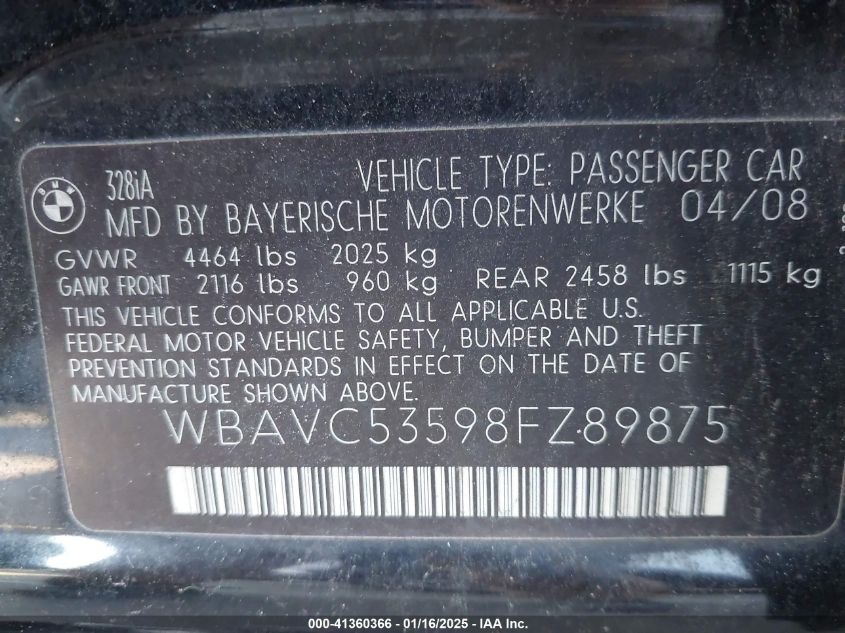 BMW
328iA
VEHICLE TYPE: PASSENGER CAR
MFD BY BAYERISCHE MOTORENWERKE 04/08
GVWR 4464 lbs 2025 kg
GAWR FRONT 2116 lbs 960 kg REAR 2458 lbs 1115 kg
THIS VEHICLE CONFORMS TO ALL APPLICABLE U.S.
FEDERAL MOTOR VEHICLE SAFETY, BUMPER AND THEFT
PREVENTION STANDARDS IN EFFECT ON THE DATE OF
MANUFACTURE SHOWN ABOVE.
WBAVC53598FZ89875
000-41360366 - 01/16/2025 - IAAI.com